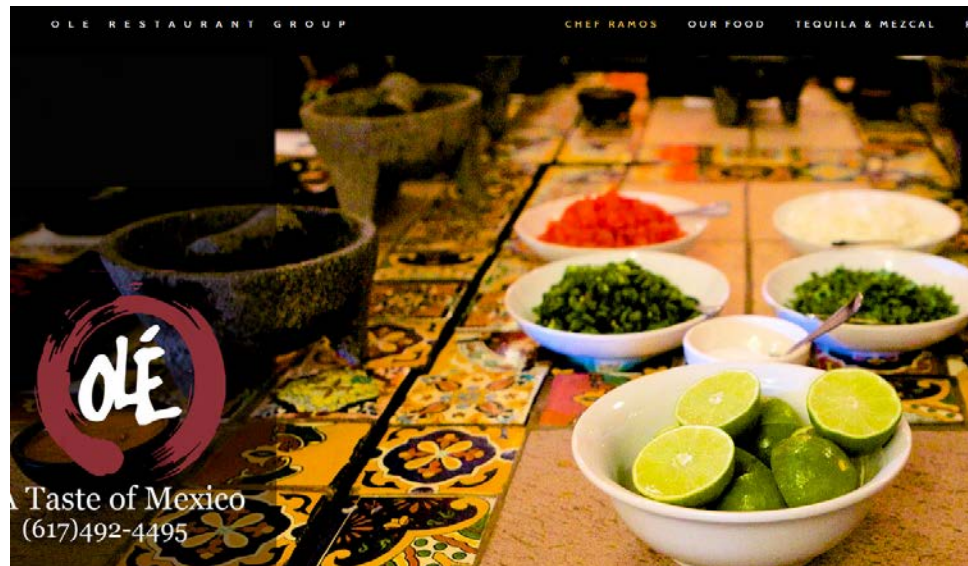 OLE RESTAURANT GROUP
CHEF RAMOS OUR FOOD TEQUILA & MEZCAL
OLÉ
A Taste of Mexico
(617)492-4495